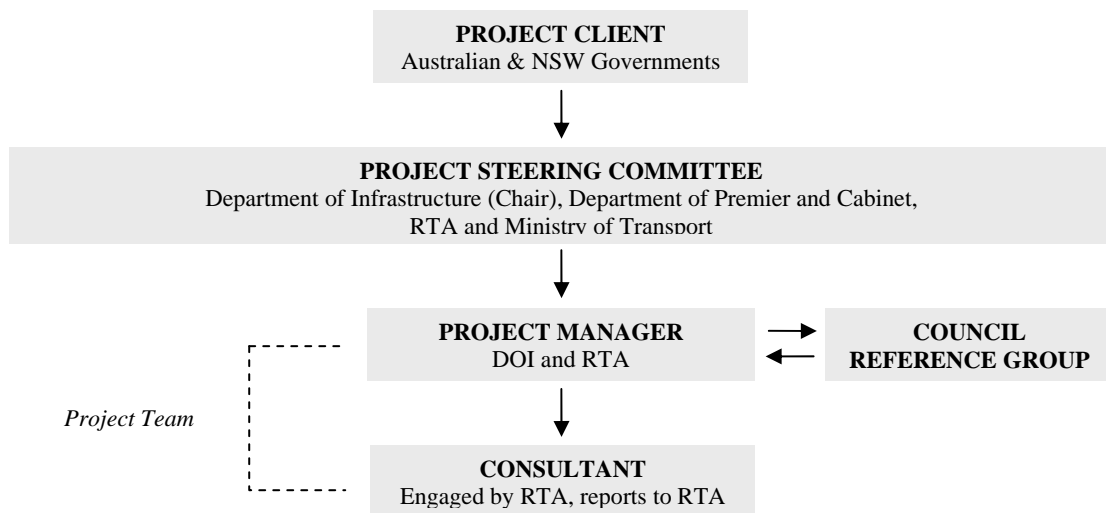 PROJECT CLIENT
Australian & NSW Governments
PROJECT STEERING COMMITTEE
Department of Infrastructure (Chair), Department of Premier and Cabinet,
RTA and Ministry of Transport
PROJECT MANAGER
DOI and RTA
COUNCIL
REFERENCE GROUP
Project Team
CONSULTANT
Engaged by RTA, reports to RTA